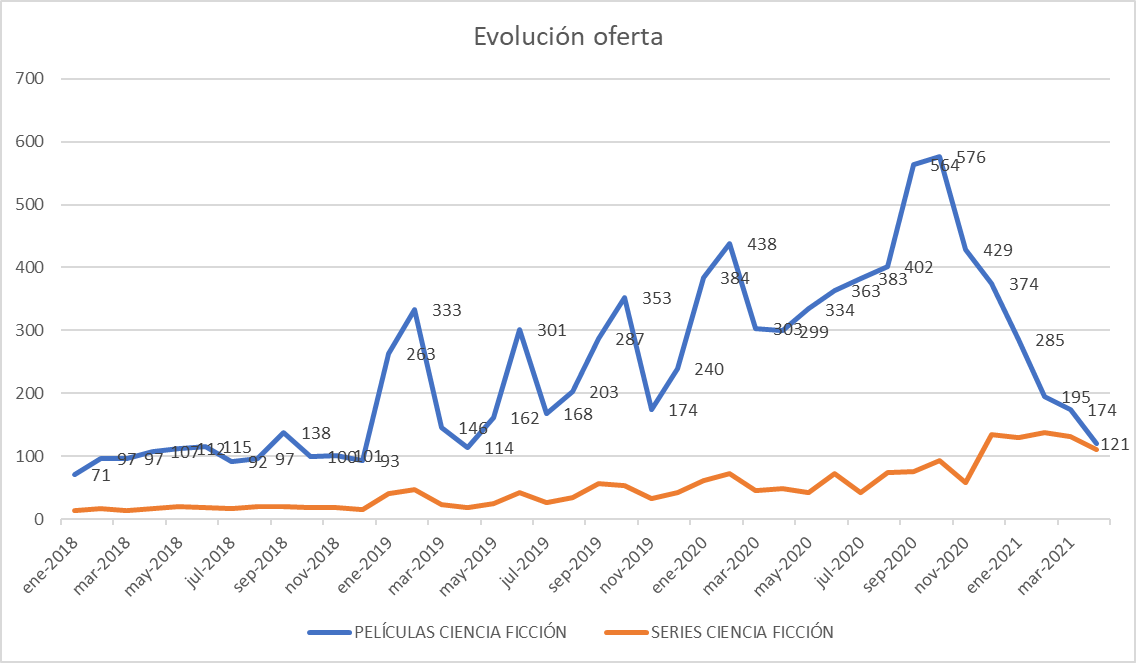 Evolución oferta
700
600
500
400
300
200
100
0
71
97
97
107
112
115
92
97
138
100
101
93
263
333
146
114
162
301
168
203
287
353
174
240
384
438
303
299
334
363
383
402
564
576
429
374
285
195
174
121
ene-2018
mar-2018
may-2018
jul-2018
sep-2018
nov-2018
ene-2019
mar-2019
may-2019
jul-2019
sep-2019
nov-2019
ene-2020
mar-2020
may-2020
jul-2020
sep-2020
nov-2020
ene-2021
mar-2021
PELÍCULAS CIENCIA FICCIÓN
SERIES CIENCIA FICCIÓN